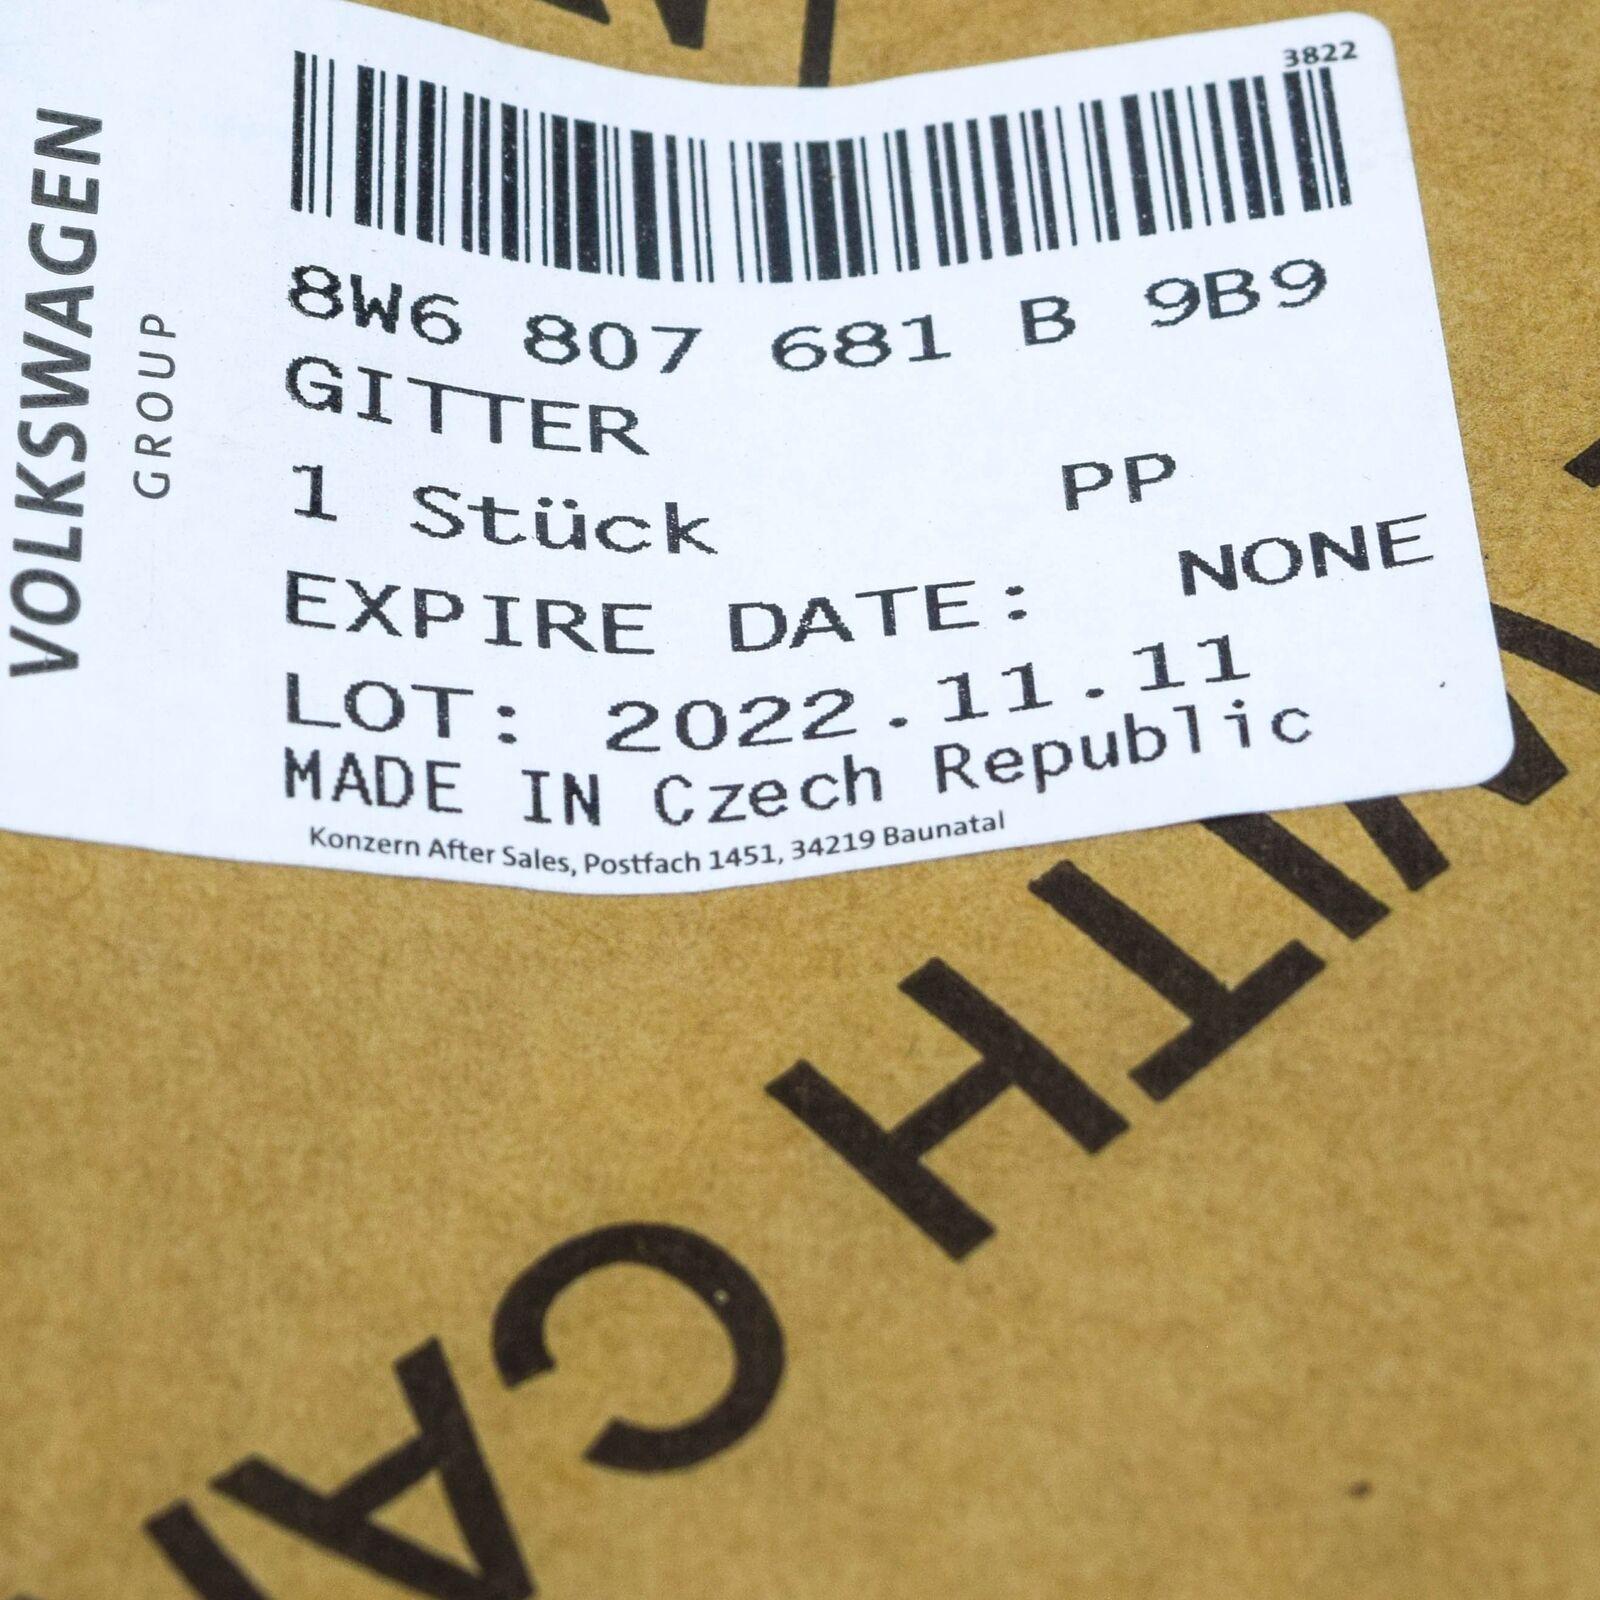 VOLKSWAGEN
GROUP
3822
8W6 807 681 B 9B9
GITTER
1 Stück PP
EXPIRE DATE: NONE
LOT: 2022.11.11
MADE IN Czech Republic
Konzern After Sales, Postfach 1451, 34219 Baunatal
WITH